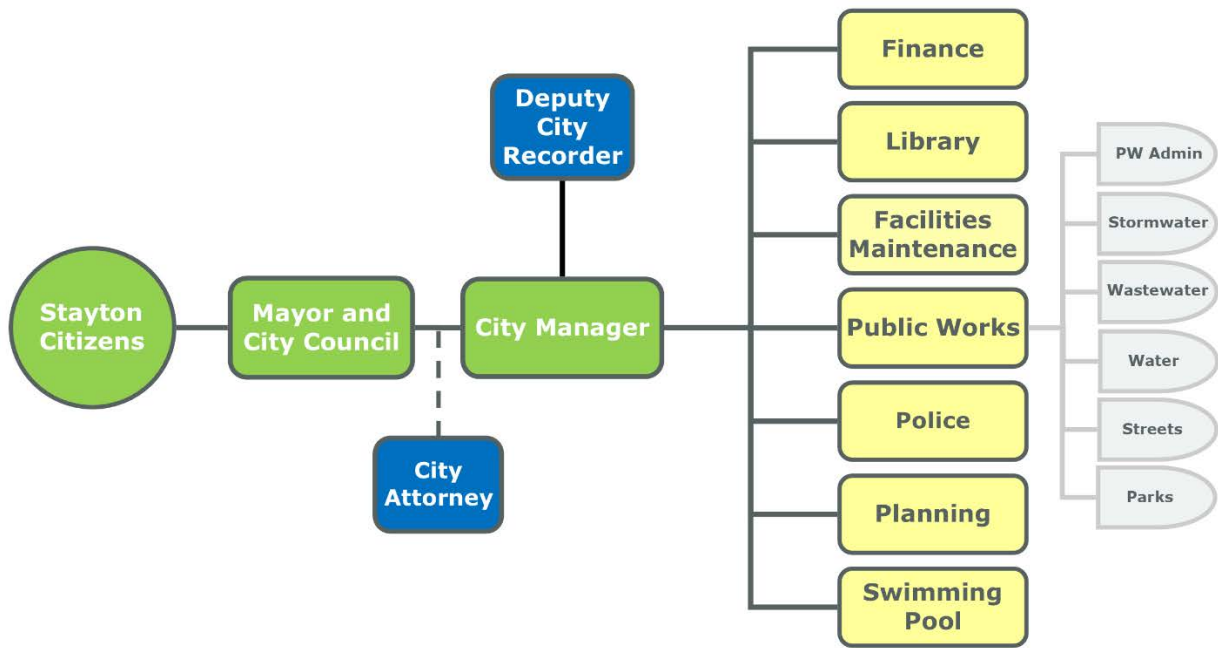 Stayton
Citizens
Mayor and
City Council
City Manager
Deputy
City
Recorder
City
Attorney
Finance
Library
Facilities
Maintenance
Public Works
Police
Planning
Swimming
Pool
PW Admin
Stormwater
Wastewater
Water
Streets
Parks